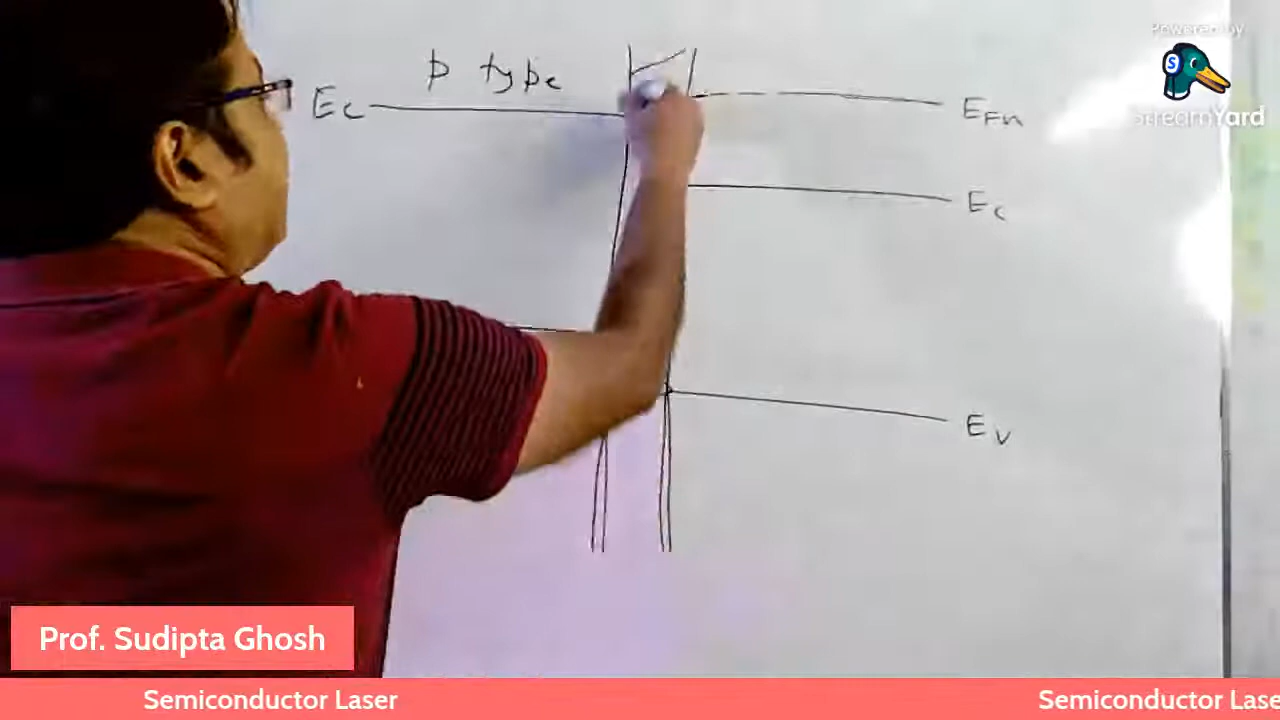 Powered by
StreamYard
p type
Ec
EFn
Ec
Ev
Prof. Sudipta Ghosh
Semiconductor Laser
Semiconductor Lase